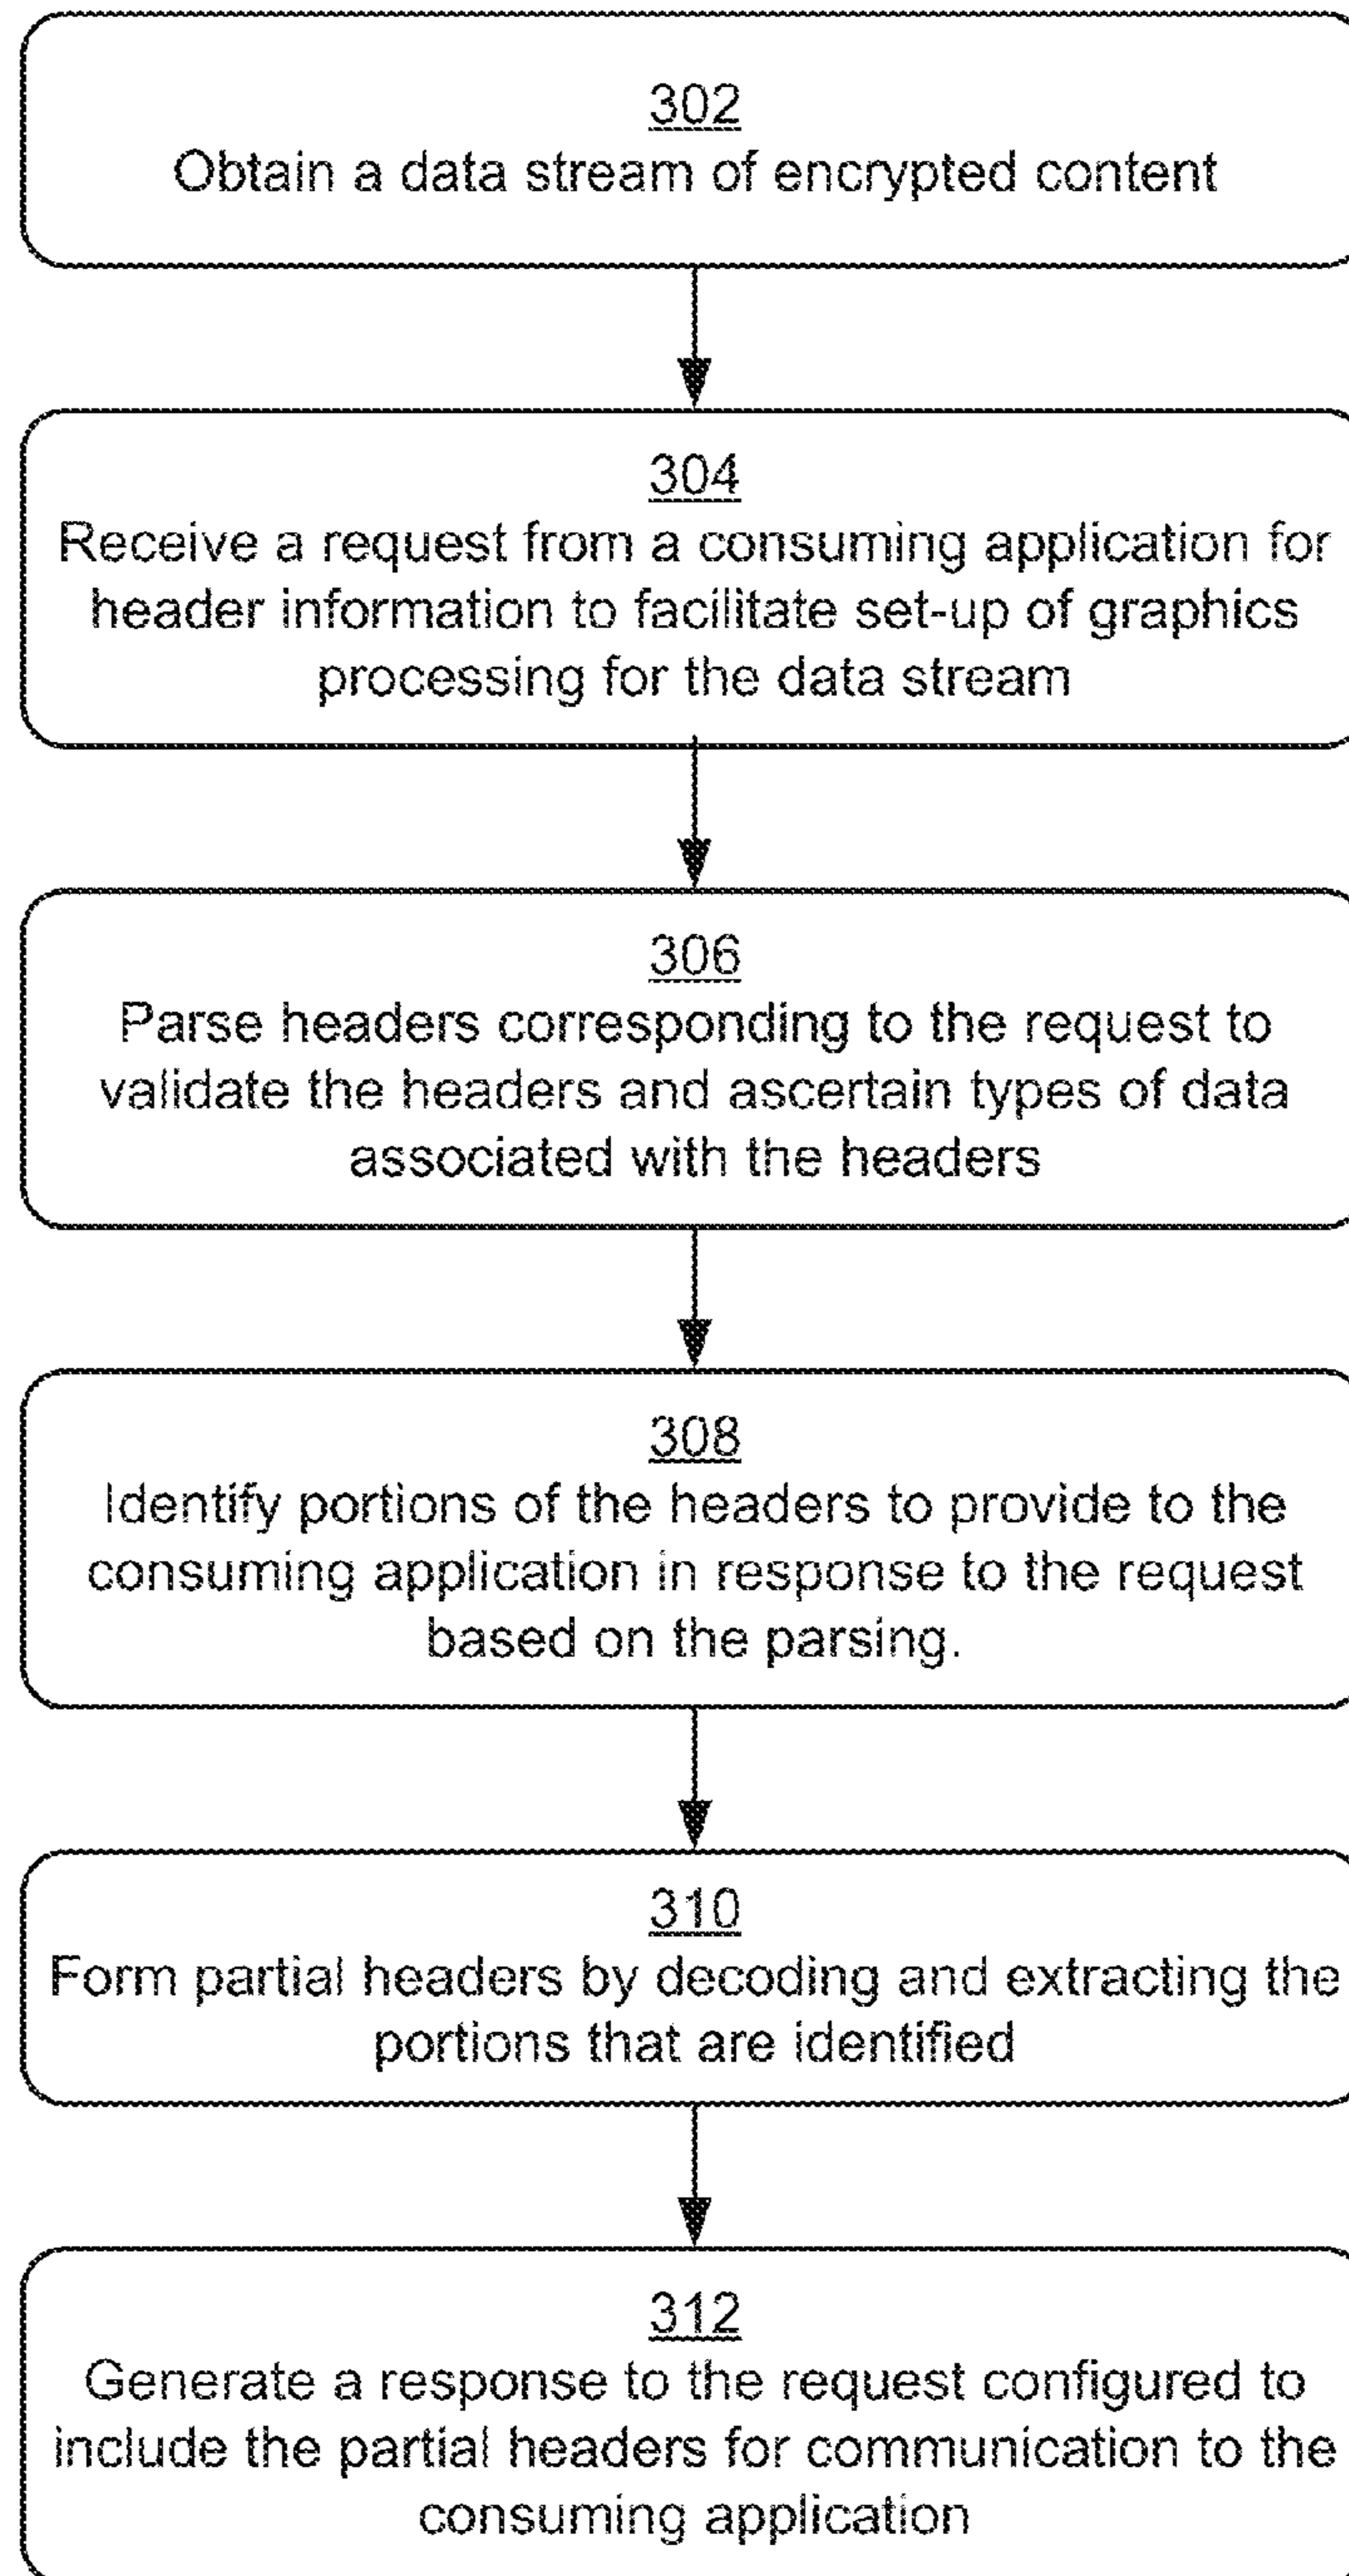 302
Obtain a data stream of encrypted content
304
Receive a request from a consuming application for
header information to facilitate set-up of graphics
processing for the data stream
306
Parse headers corresponding to the request to
validate the headers and ascertain types of data
associated with the headers
308
Identify portions of the headers to provide to the
consuming application in response to the request
based on the parsing.
310
Form partial headers by decoding and extracting the
portions that are identified
312
Generate a response to the request configured to
include the partial headers for communication to the
consuming application